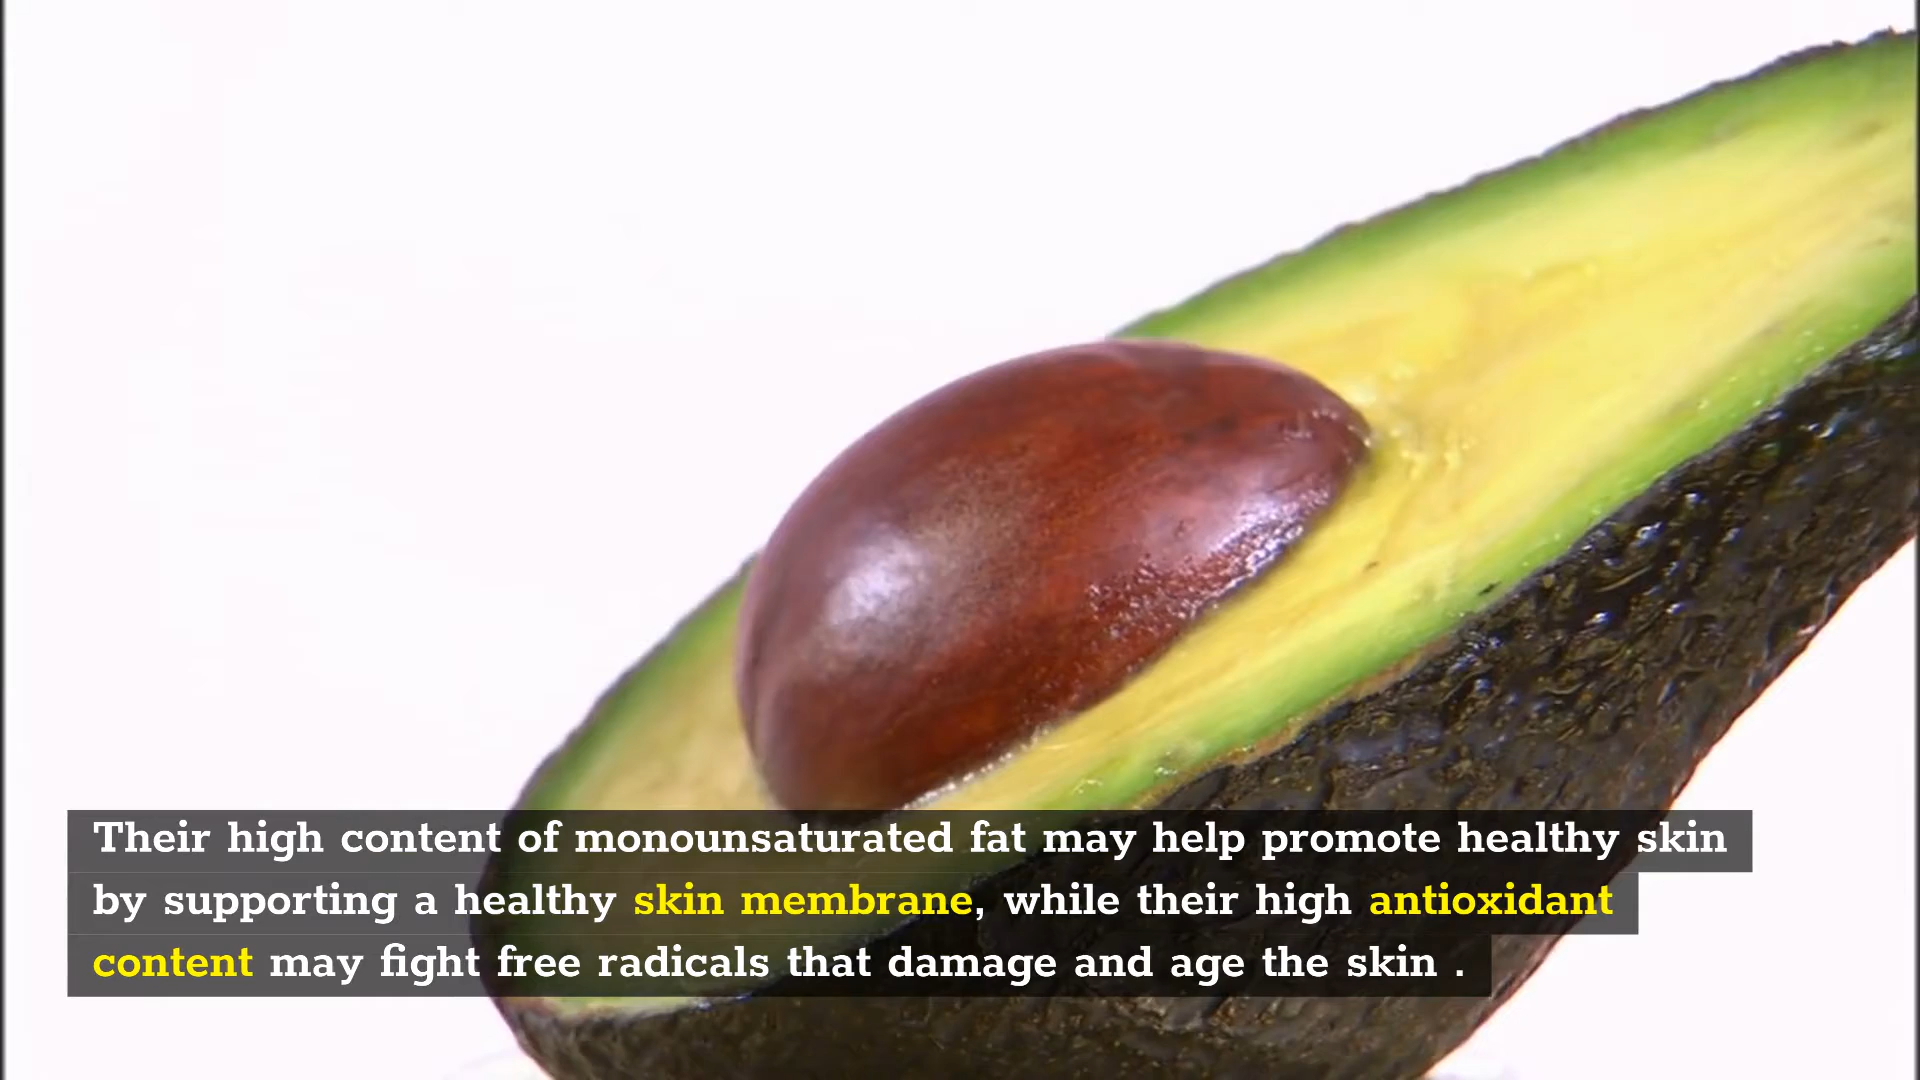 Their high content of monounsaturated fat may help promote healthy skin
by supporting a healthy skin membrane, while their high antioxidant
content may fight free radicals that damage and age the skin .